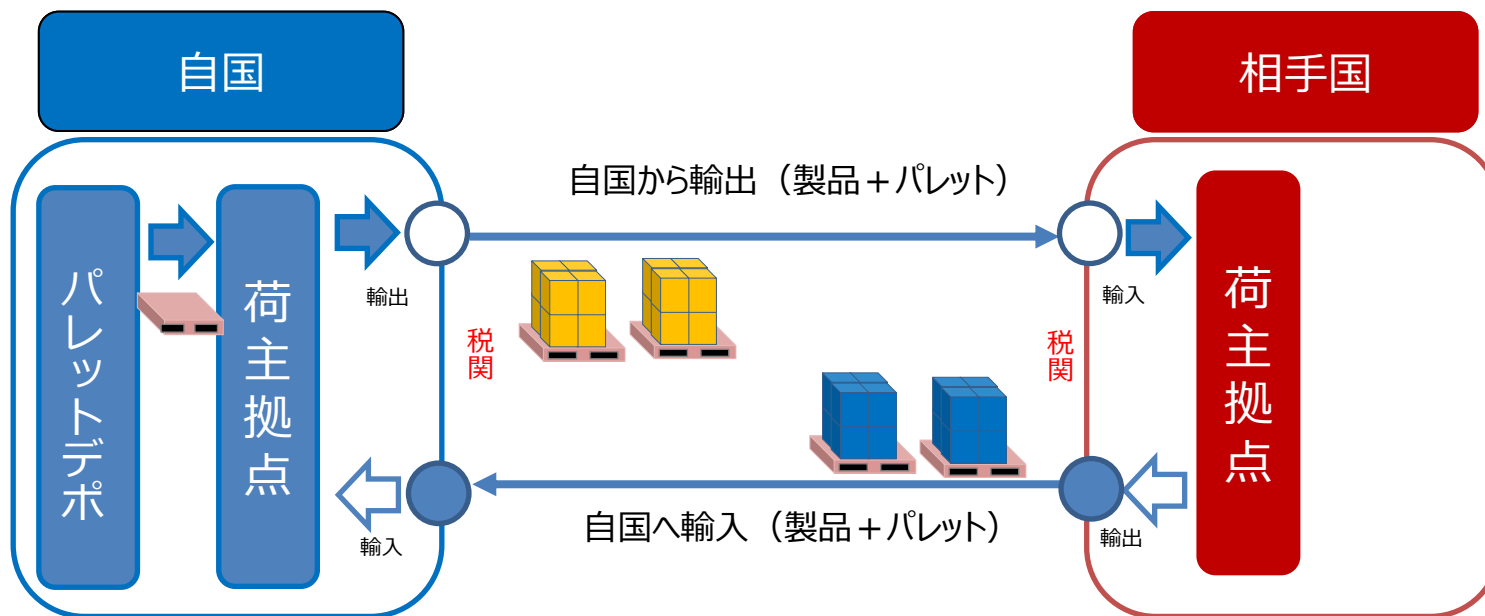 自国
相手国
自国から輸出（製品＋パレット）
パレットデポ
荷主拠点
輸出
税関
輸入
税関
荷主拠点
輸入
自国へ輸入（製品＋パレット）
輸出